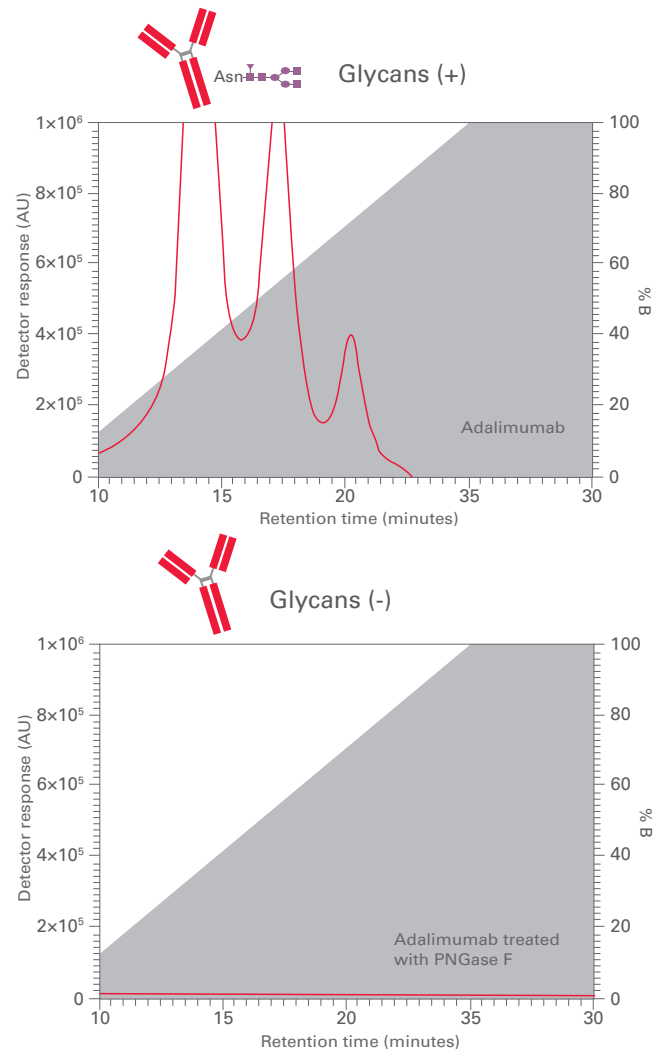 Asn
Glycans (+)
1×10⁶
8×10⁵
6×10⁵
4×10⁵
2×10⁵
0
Detector response (AU)
100
80
60
40
20
0
% B
Adalimumab
10 15 20 35 30
Retention time (minutes)
Glycans (-)
1×10⁶
8×10⁵
6×10⁵
4×10⁵
2×10⁵
0
Detector response (AU)
100
80
60
40
20
0
% B
Adalimumab treated
with PNGase F
10 15 20 35 30
Retention time (minutes)